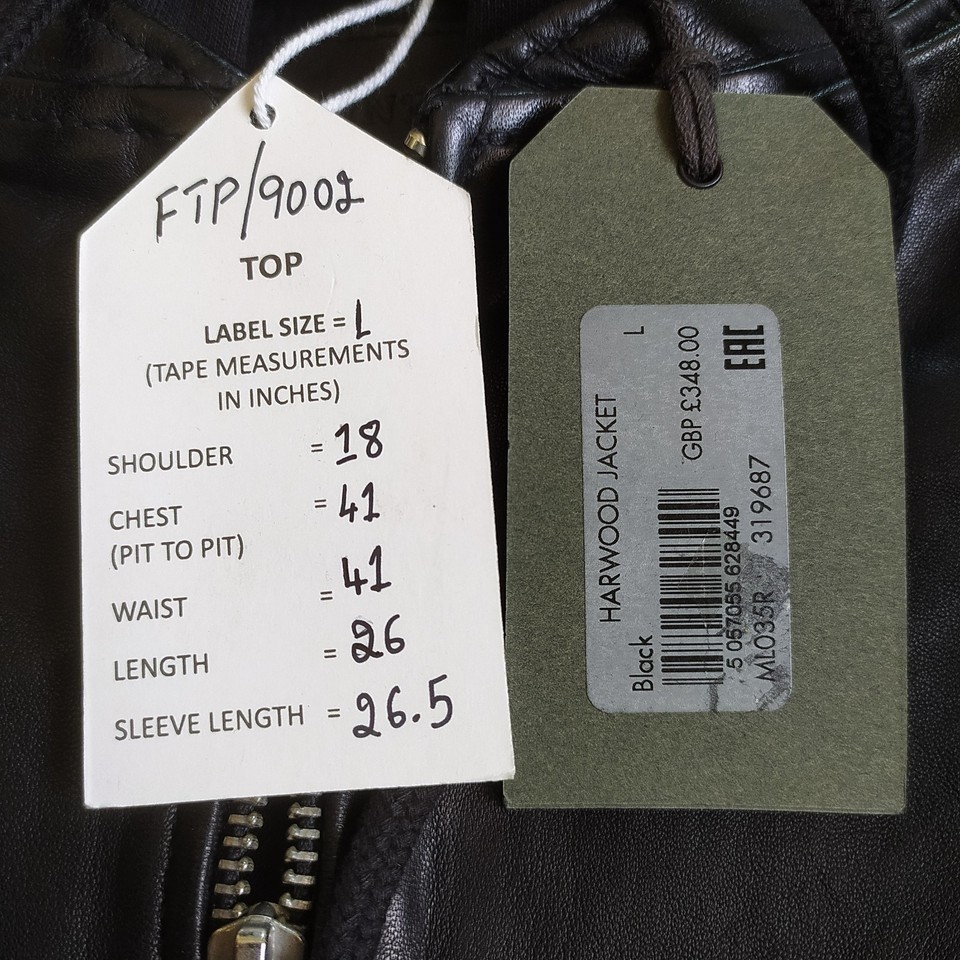 FTP/9002
TOP
LABEL SIZE = L
(TAPE MEASUREMENTS
IN INCHES)
SHOULDER = 18
CHEST = 41
(PIT TO PIT)
WAIST = 41
LENGTH = 26
SLEEVE LENGTH = 26.5
HARWOOD JACKET L
Black
GBP £348.00
5 057055 628449
ML035R 319687
EAC